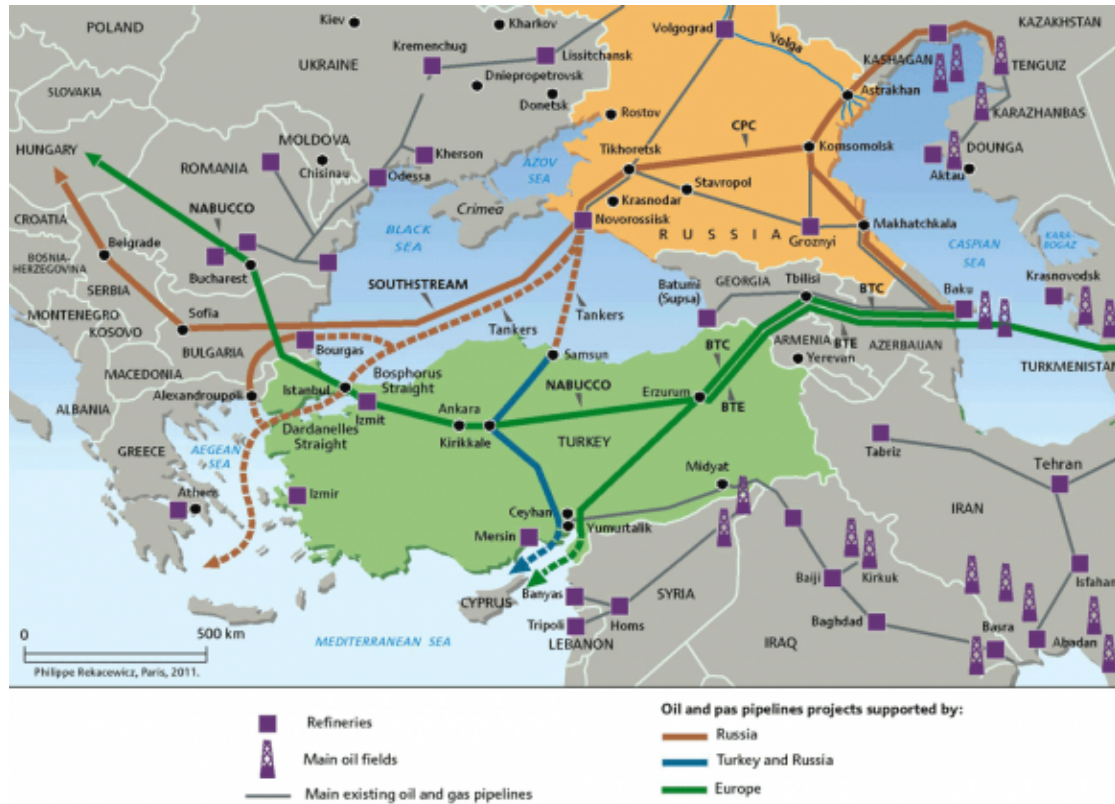 POLAND
Kiev
Kharkov
Volgograd
Volga
KAZAKHSTAN
Kremenchug
Lissitchansk
KASHAGAN
UKRAINE
TENGUIZ
SLOVAKIA
Dniepropetrovsk
Astrakhan
Donetsk
Rostov
KARAZHANBAS
MOLDOVA
CPC
HUNGARY
Tikhoretsk
Komsomolsk
DOUNGA
ROMANIA
Chisinau
Kherson
AZOV
SEA
Odessa
Stavropol
Aktau
Crimea
Krasnodar
CROATIA
NABUCCO
Novorossiisk
Makhatchkala
BLACK
SEA
RUSSIA
Groznyi
CASPIAN
SEA
KARA-
BOGAZ
Belgrade
BOSNIA-
HERZEGOVINA
Bucharest
Tbilisi
Krasnovodsk
SERBIA
SOUTHSTREAM
Batumi
(Supsa)
GEORGIA
BTC
Baku
MONTENEGRO
Sofia
KOSOVO
Tankers
Tankers
ARMENIA
BTE
BULGARIA
Bourgas
BTC
Yerevan
AZERBAIJAN
Samsun
TURKMENISTAN
MACEDONIA
Bosphorus
Straight
NABUCCO
Istanbul
Erzurum
Alexandroupoli
BTE
ALBANIA
Izmit
Ankara
Kirikkale
Dardanelles
Straight
TURKEY
Tabriz
GREECE
AEGEAN
SEA
Midyat
Tehran
Athens
Izmir
Ceyhan
IRAN
Mersin
Yumurtalik
Baiji
Kirkuk
Isfahan
CYPRUS
Banyas
SYRIA
Baghdad
0
500 km
Tripoli
Homs
Basra
MEDITERRANEAN SEA
LEBANON
IRAQ
Abadan
Philippe Rekacewicz, Paris, 2011.
Refineries
Main oil fields
Main existing oil and gas pipelines
Oil and pas pipelines projects supported by:
Russia
Turkey and Russia
Europe